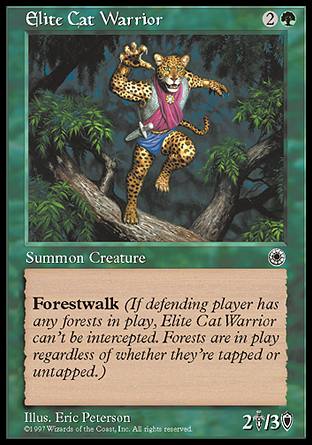 Elite Cat Warrior 2
Summon Creature
Forestwalk (If defending player has
any forests in play, Elite Cat Warrior
can't be intercepted. Forests are in play
regardless of whether they're tapped or
untapped.)
Illus. Eric Peterson
©1997 Wizards of the Coast, Inc. All rights reserved.
2/3